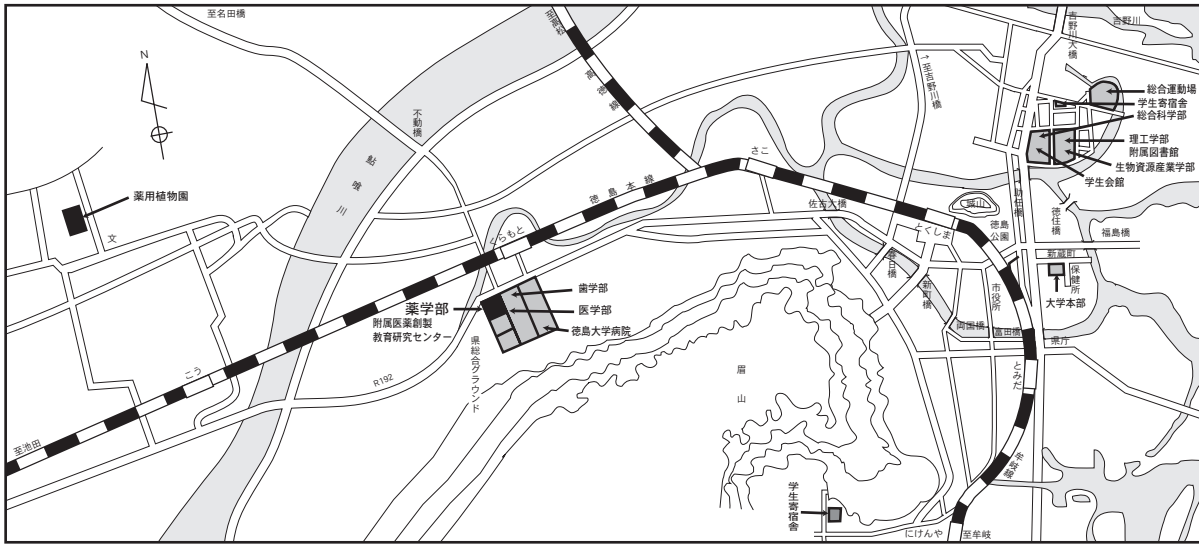 至名田橋
至高松
吉野川大橋
吉野川
N
高徳線
↑至吉野川橋
総合運動場
学生寄宿舎
総合科学部
不動橋
理工学部
附属図書館
生物資源産業学部
学生会館
鮎喰川
さこ
徳島本線
助任橋
徳住橋
薬用植物園
佐古大橋
城山
徳島公園
とくしま
福島橋
文
くらもと
春日橋
新蔵町
保健所
新町橋
市役所
大学本部
歯学部
薬学部
医学部
附属医薬創製
教育研究センター
徳島大学病院
両国橋
富田橋
県庁
県総合グラウンド
こう
R192
眉山
とみだ
至池田
牟岐線
学生寄宿舎
にけんや
至牟岐